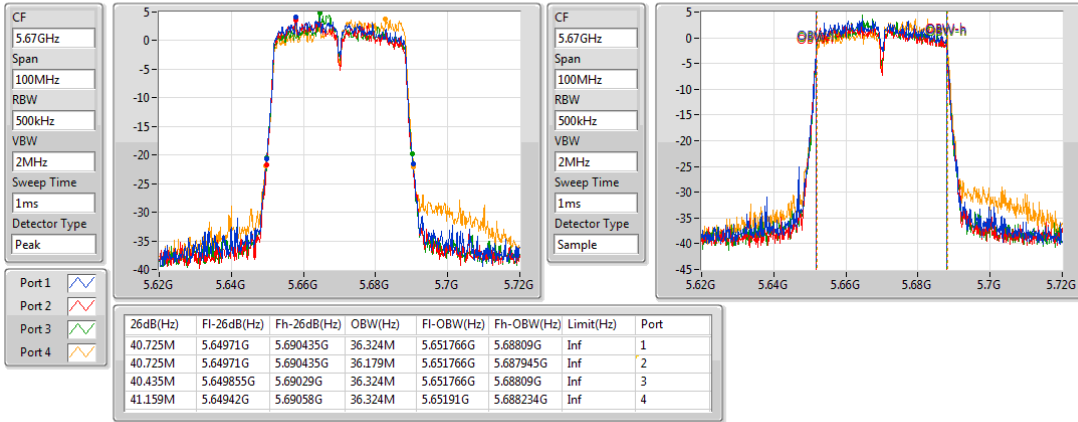 CF
5.67GHz
Span
100MHz
RBW
500kHz
VBW
2MHz
Sweep Time
1ms
Detector Type
Peak
5
0
-5
-10
-15
-20
-25
-30
-35
-40
5.62G 5.64G 5.66G 5.68G 5.7G 5.72G
CF
5.67GHz
Span
100MHz
RBW
500kHz
VBW
2MHz
Sweep Time
1ms
Detector Type
Sample
5
0
-5
-10
-15
-20
-25
-30
-35
-40
-45
OBW-h
5.62G 5.64G 5.66G 5.68G 5.7G 5.72G
Port 1
Port 2
Port 3
Port 4
26dB(Hz) Fl-26dB(Hz) Fh-26dB(Hz) OBW(Hz) Fl-OBW(Hz) Fh-OBW(Hz) Limit(Hz) Port
40.725M 5.64971G 5.690435G 36.324M 5.651766G 5.68809G Inf 1
40.725M 5.64971G 5.690435G 36.179M 5.651766G 5.687945G Inf 2
40.435M 5.649855G 5.69029G 36.324M 5.651766G 5.68809G Inf 3
41.159M 5.64942G 5.69058G 36.324M 5.65191G 5.688234G Inf 4